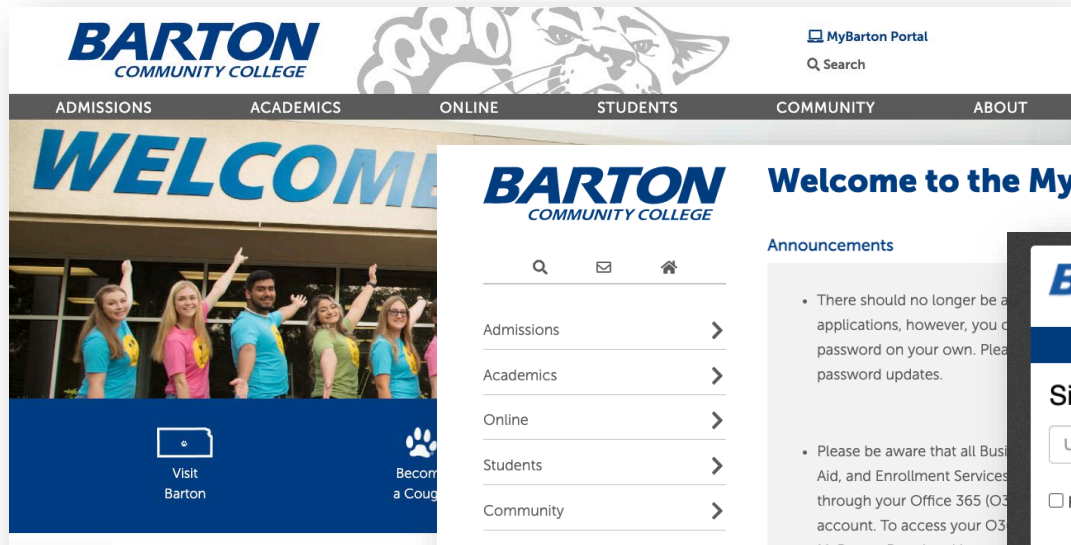 BARTON
COMMUNITY COLLEGE
MyBarton Portal
Search
ADMISSIONS ACADEMICS ONLINE STUDENTS COMMUNITY ABOUT
WELCOM
Visit
Barton
Becom
a Coug
BARTON
COMMUNITY COLLEGE
Admissions
Academics
Online
Students
Community
Welcome to the My
Announcements
• There should no longer be a
applications, however, you c
password on your own. Plea
password updates.
• Please be aware that all Busi
Aid, and Enrollment Services
through your Office 365 (O3
account. To access your O3
B
Si
U